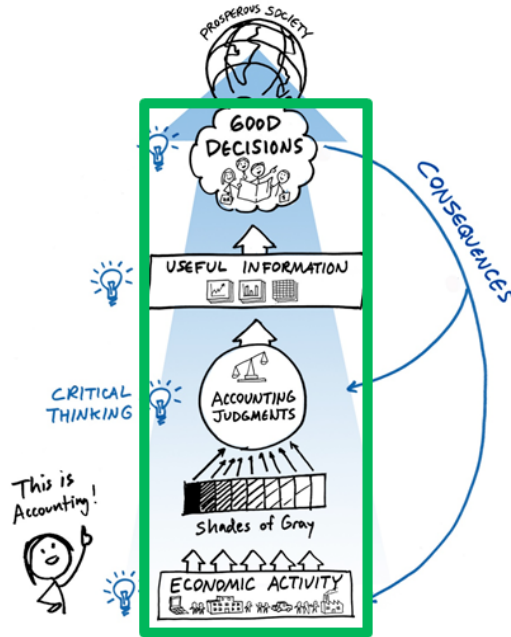 PROSPEROUS SOCIETY
GOOD
DECISIONS
CONSEQUENCES
USEFUL INFORMATION
CRITICAL
THINKING
ACCOUNTING
JUDGMENTS
This is
Accounting!
Shades of Gray
ECONOMIC ACTIVITY